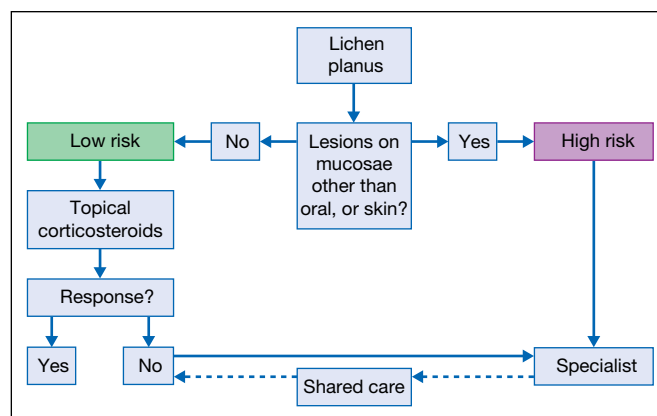 Lichen
planus
Low risk
No
Lesions on
mucosae
other than
oral, or skin?
Yes
High risk
Topical
corticosteroids
Response?
Yes
No
Shared care
Specialist